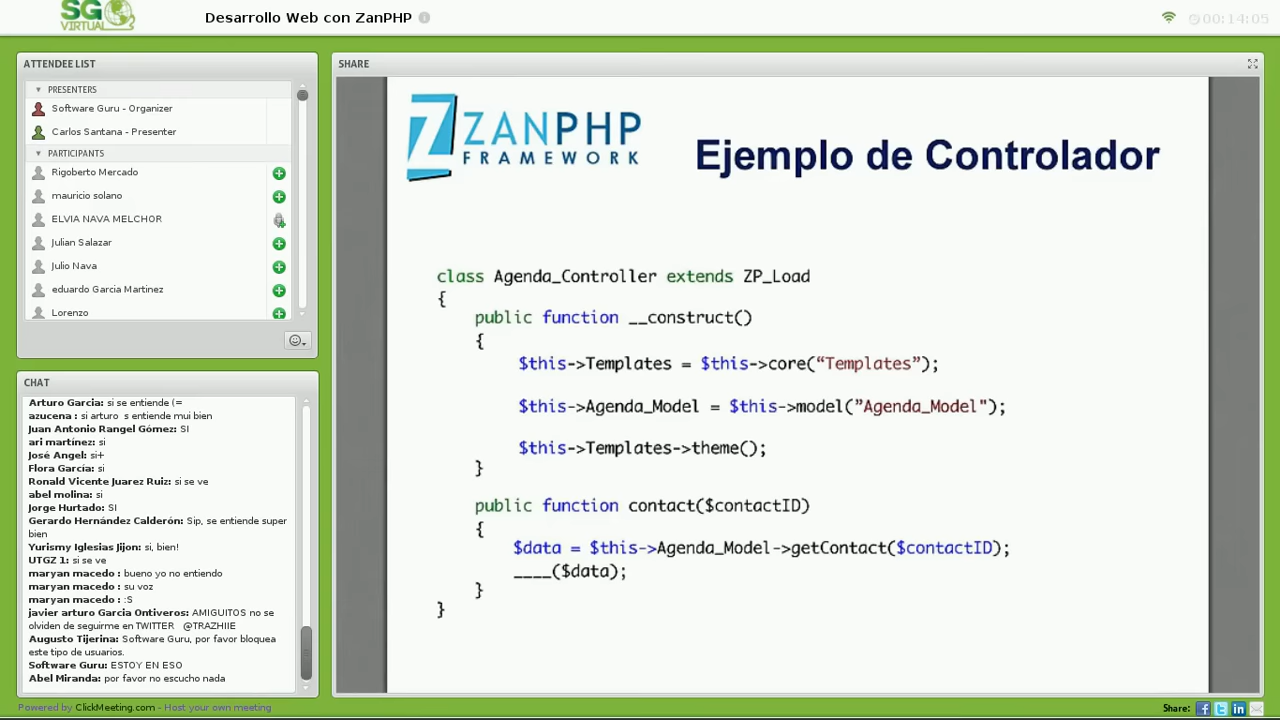 SG
VIRTUAL
Desarrollo Web con ZanPHP
00:14:05
ATTENDEE LIST
PRESENTERS
Software Guru - Organizer
Carlos Santana - Presenter
PARTICIPANTS
Rigoberto Mercado
mauricio solano
ELVIA NAVA MELCHOR
Julian Salazar
Julio Nava
eduardo Garcia Martinez
Lorenzo
CHAT
Arturo Garcia: si se entiende (=
azucena : si arturo s entiende mui bien
Juan Antonio Rangel Gómez: SI
ari martínez: si
José Angel: si+
Flora García: si
Ronald Vicente Juarez Ruiz: si se ve
abel molina: si
Jorge Hurtado: SI
Gerardo Hernández Calderón: Sip, se entiende super
bien
Yurismy Iglesias Jijon: si, bien!
UTGZ 1: si se ve
maryan macedo : bueno yo no entiendo
maryan macedo : su voz
maryan macedo : :S
javier arturo Garcia Ontiveros: AMIGUITOS no se
olviden de seguirme en TWITTER @TRAZHIIE
Augusto Tijerina: Software Guru, por favor bloquea
este tipo de usuarios.
Software Guru: ESTOY EN ESO
Abel Miranda: por favor no escucho nada
SHARE
ZANPHP
FRAMEWORK
Ejemplo de Controlador
class Agenda_Controller extends ZP_Load
{
public function __construct()
{
$this->Templates = $this->core(“Templates”);
$this->Agenda_Model = $this->model(”Agenda_Model");
$this->Templates->theme();
}
public function contact($contactID)
{
$data = $this->Agenda_Model->getContact($contactID);
____($data);
}
}
Powered by ClickMeeting.com - Host your own meeting
Share: